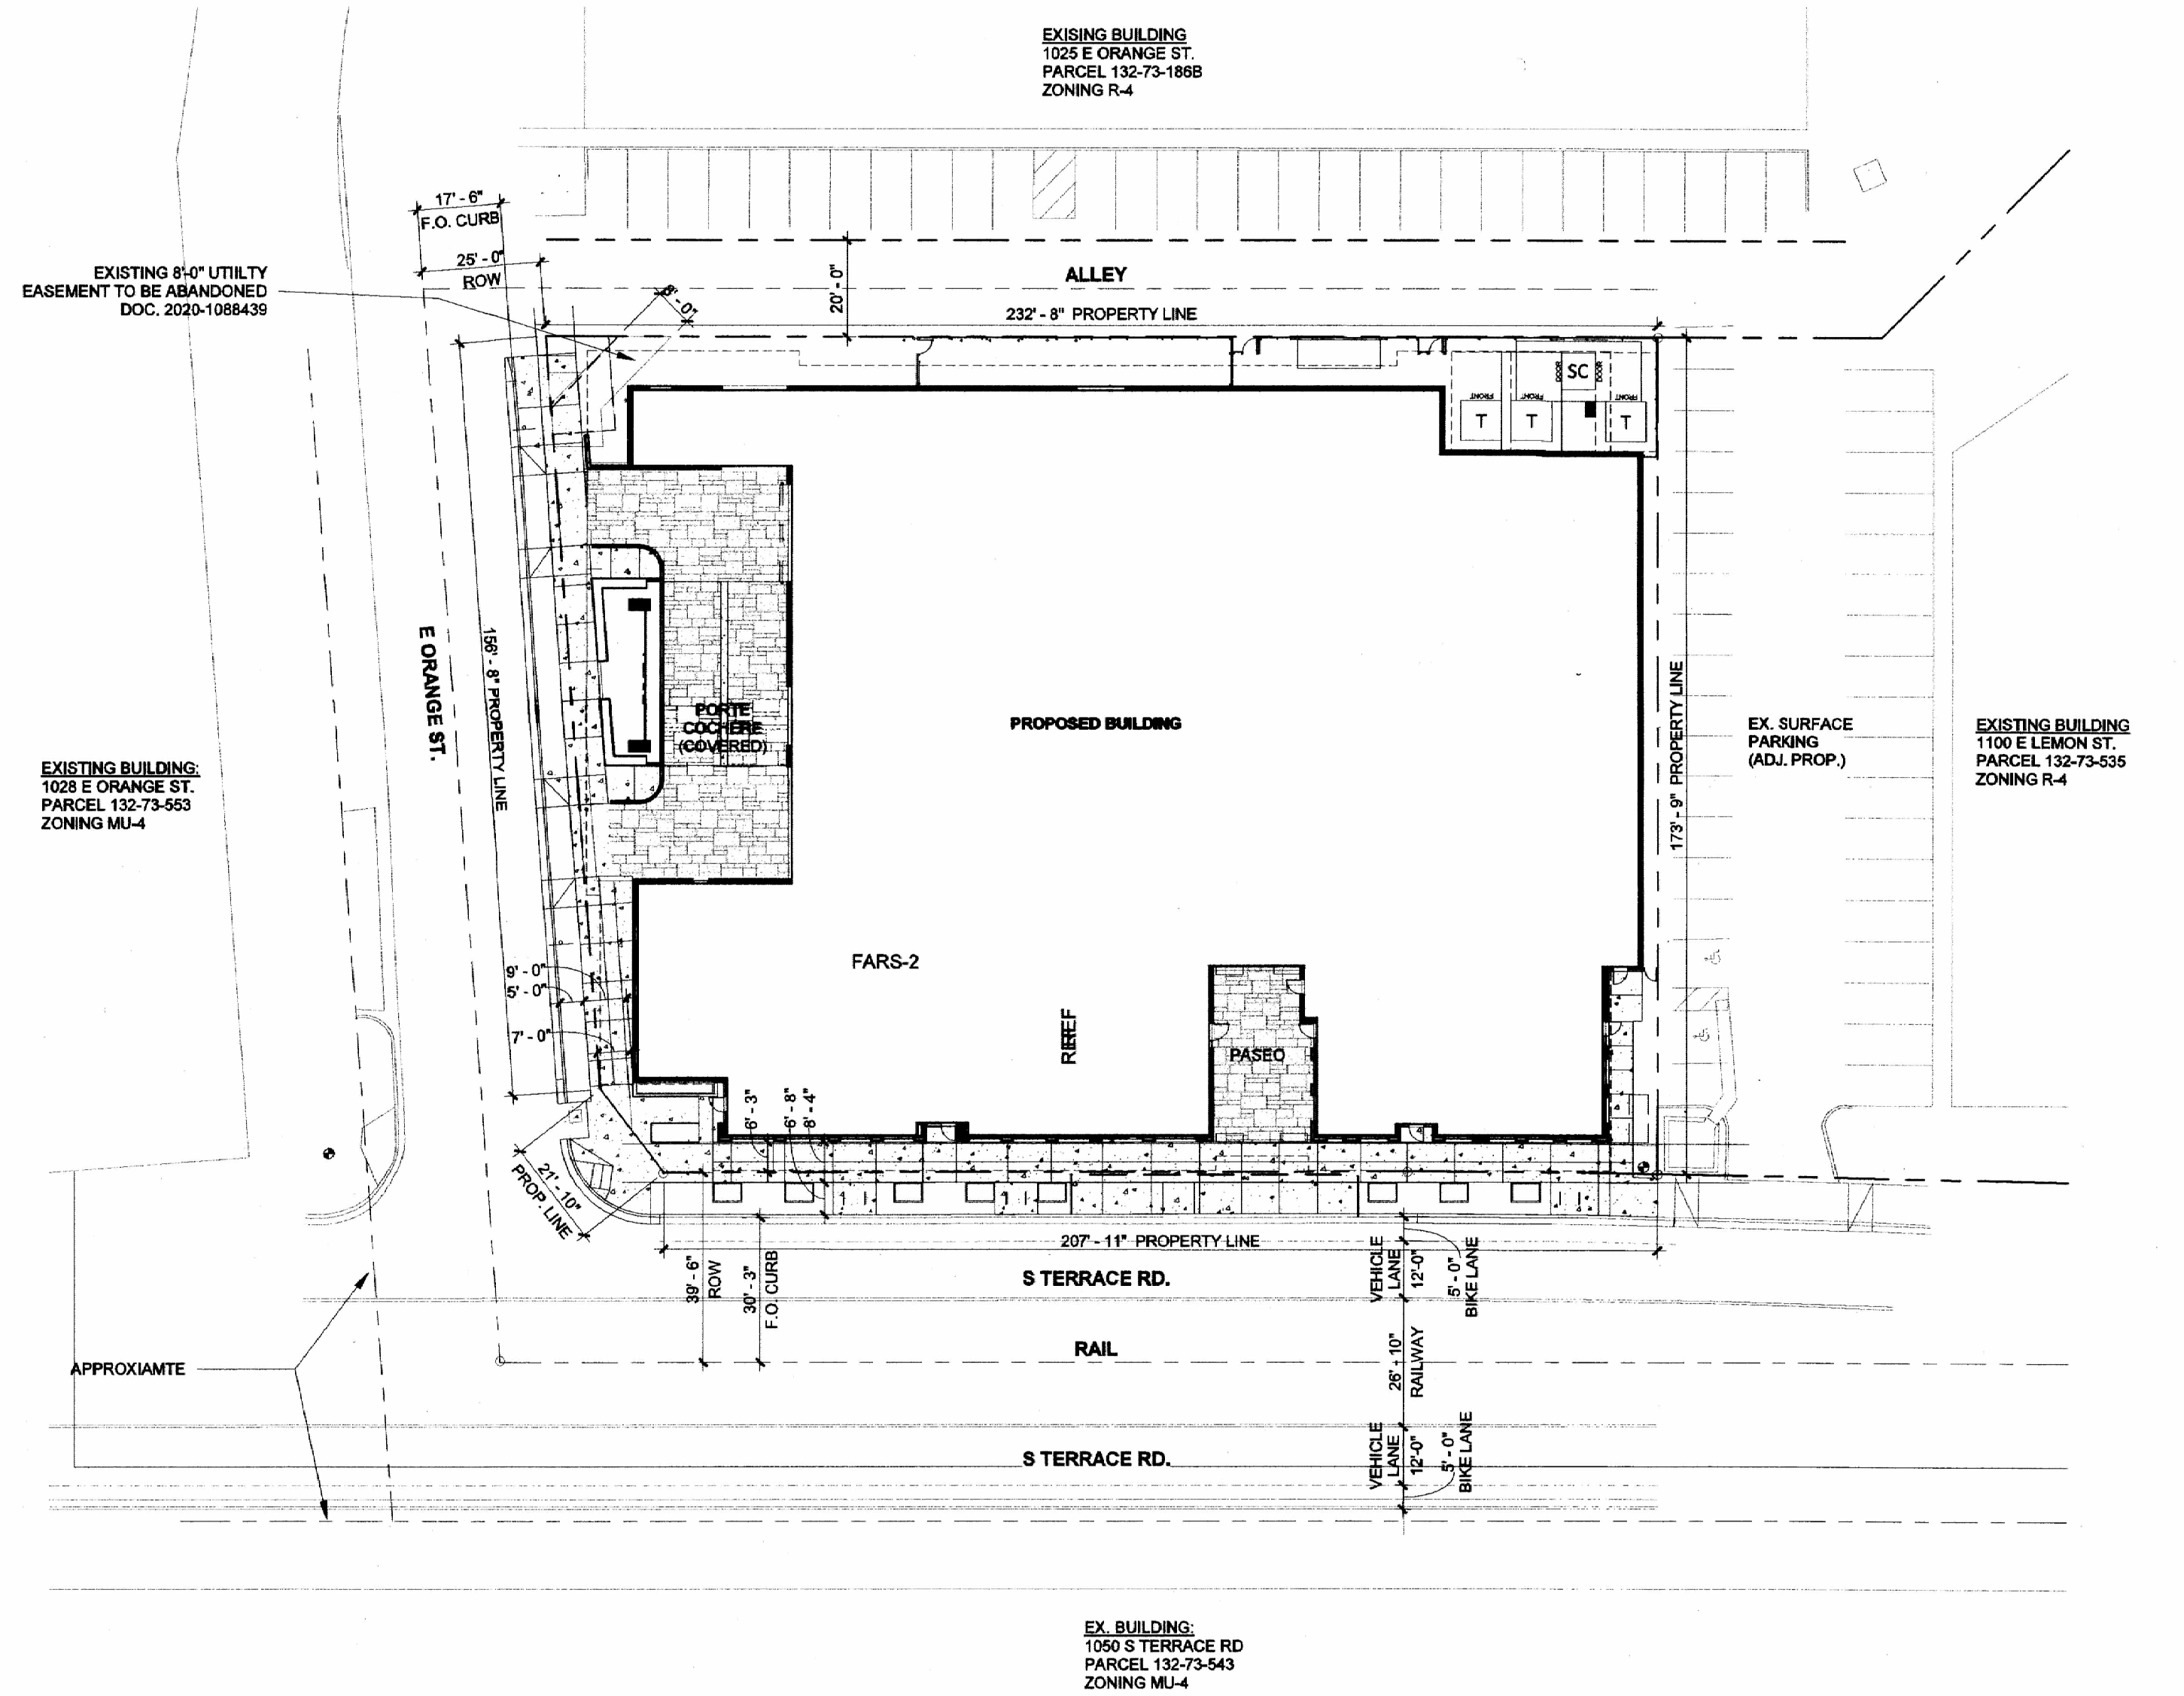 EXISING BUILDING
1025 E ORANGE ST.
PARCEL 132-73-186B
ZONING R-4
17' - 6"
F.O. CURB
25' - 0"
ROW
EXISTING 8'-0" UTIILTY
EASEMENT TO BE ABANDONED
DOC. 2020-1088439
8' - 0"
20' - 0"
ALLEY
232' - 8" PROPERTY LINE
SC
FRONT
FRONT
FRONT
T
T
T
E ORANGE ST.
156' - 8" PROPERTY LINE
PORTE
COCHERE
(COVERED)
PROPOSED BUILDING
173' - 9" PROPERTY LINE
EX. SURFACE
PARKING
(ADJ. PROP.)
EXISTING BUILDING
1100 E LEMON ST.
PARCEL 132-73-535
ZONING R-4
EXISTING BUILDING:
1028 E ORANGE ST.
PARCEL 132-73-553
ZONING MU-4
FARS-2
9' - 0"
5' - 0"
7' - 0"
PASEO
6' - 3"
6' - 8"
8' - 4"
21' - 10"
PROP. LINE
207' - 11" PROPERTY LINE
39' - 6"
ROW
30' - 3"
F.O. CURB
S TERRACE RD.
VEHICLE
LANE
12'-0"
5' - 0"
BIKE LANE
RAIL
26' - 10"
RAILWAY
APPROXIAMTE
S TERRACE RD.
VEHICLE
LANE
12'-0"
5' - 0"
BIKE LANE
EX. BUILDING:
1050 S TERRACE RD
PARCEL 132-73-543
ZONING MU-4